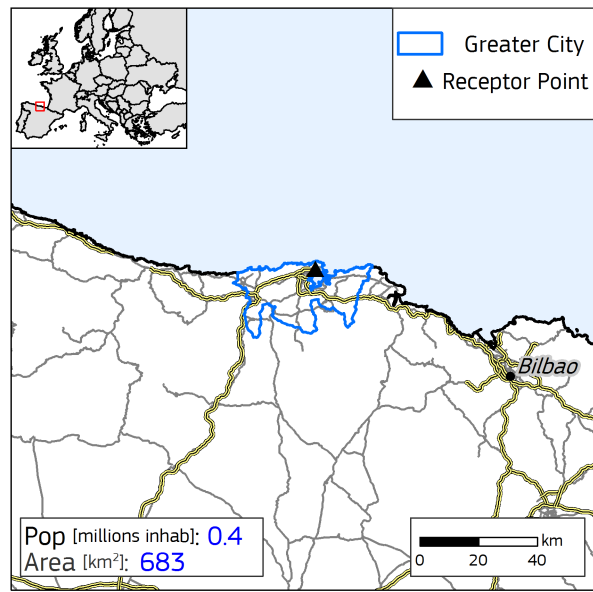 Greater City
Receptor Point
Bilbao
Pop [millions inhab]: 0.4
Area [km²]: 683
km
0 20 40